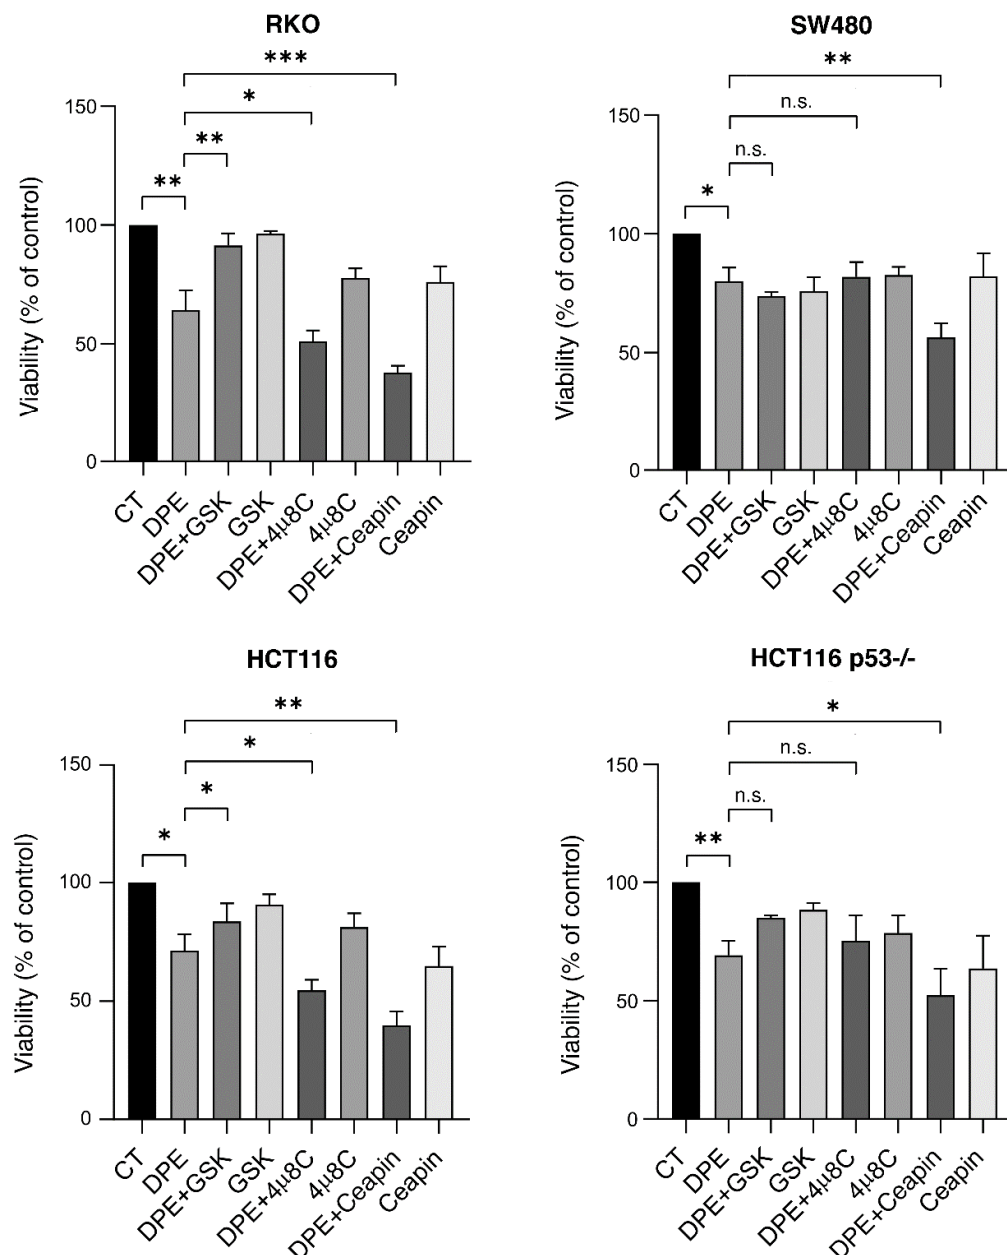 RKO
***
*
**
**
150
100
50
0
Viability (% of control)
CT
DPE
DPE+GSK
GSK
DPE+4µ8C
4µ8C
DPE+Ceapin
Ceapin
SW480
**
n.s.
n.s.
*
150
100
50
0
Viability (% of control)
CT
DPE
DPE+GSK
GSK
DPE+4µ8C
4µ8C
DPE+Ceapin
Ceapin
HCT116
**
*
*
*
150
100
50
0
Viability (% of control)
CT
DPE
DPE+GSK
GSK
DPE+4µ8C
4µ8C
DPE+Ceapin
Ceapin
HCT116 p53-/-
*
n.s.
n.s.
**
150
100
50
0
Viability (% of control)
CT
DPE
DPE+GSK
GSK
DPE+4µ8C
4µ8C
DPE+Ceapin
Ceapin